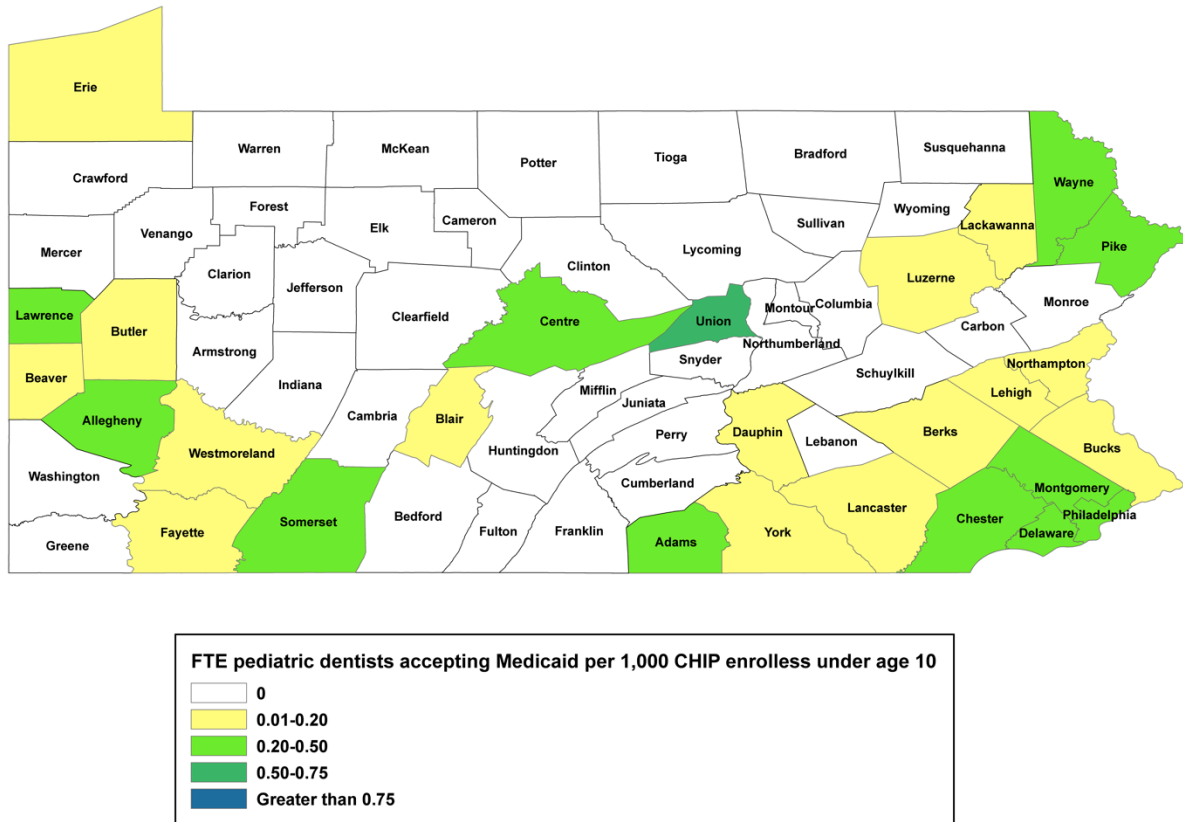 Erie
Warren
McKean
Potter
Tioga
Bradford
Susquehanna
Crawford
Wayne
Forest
Cameron
Wyoming
Lackawanna
Mercer
Venango
Elk
Sullivan
Pike
Lycoming
Clarion
Jefferson
Clinton
Luzerne
Monroe
Lawrence
Butler
Clearfield
Centre
Union
Montour
Columbia
Carbon
Armstrong
Northumberland
Beaver
Snyder
Northampton
Indiana
Mifflin
Schuylkill
Lehigh
Allegheny
Cambria
Blair
Juniata
Westmoreland
Huntingdon
Perry
Dauphin
Lebanon
Berks
Bucks
Washington
Cumberland
Montgomery
Somerset
Lancaster
Philadelphia
Greene
Fayette
Bedford
Fulton
Franklin
Adams
York
Chester
Delaware
FTE pediatric dentists accepting Medicaid per 1,000 CHIP enrolless under age 10
0
0.01-0.20
0.20-0.50
0.50-0.75
Greater than 0.75